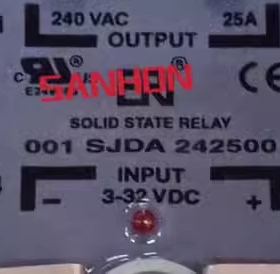 240 VAC 25A
OUTPUT
SANHON
SOLID STATE RELAY
001 SJDA 242500
INPUT
3-32 VDC
- +